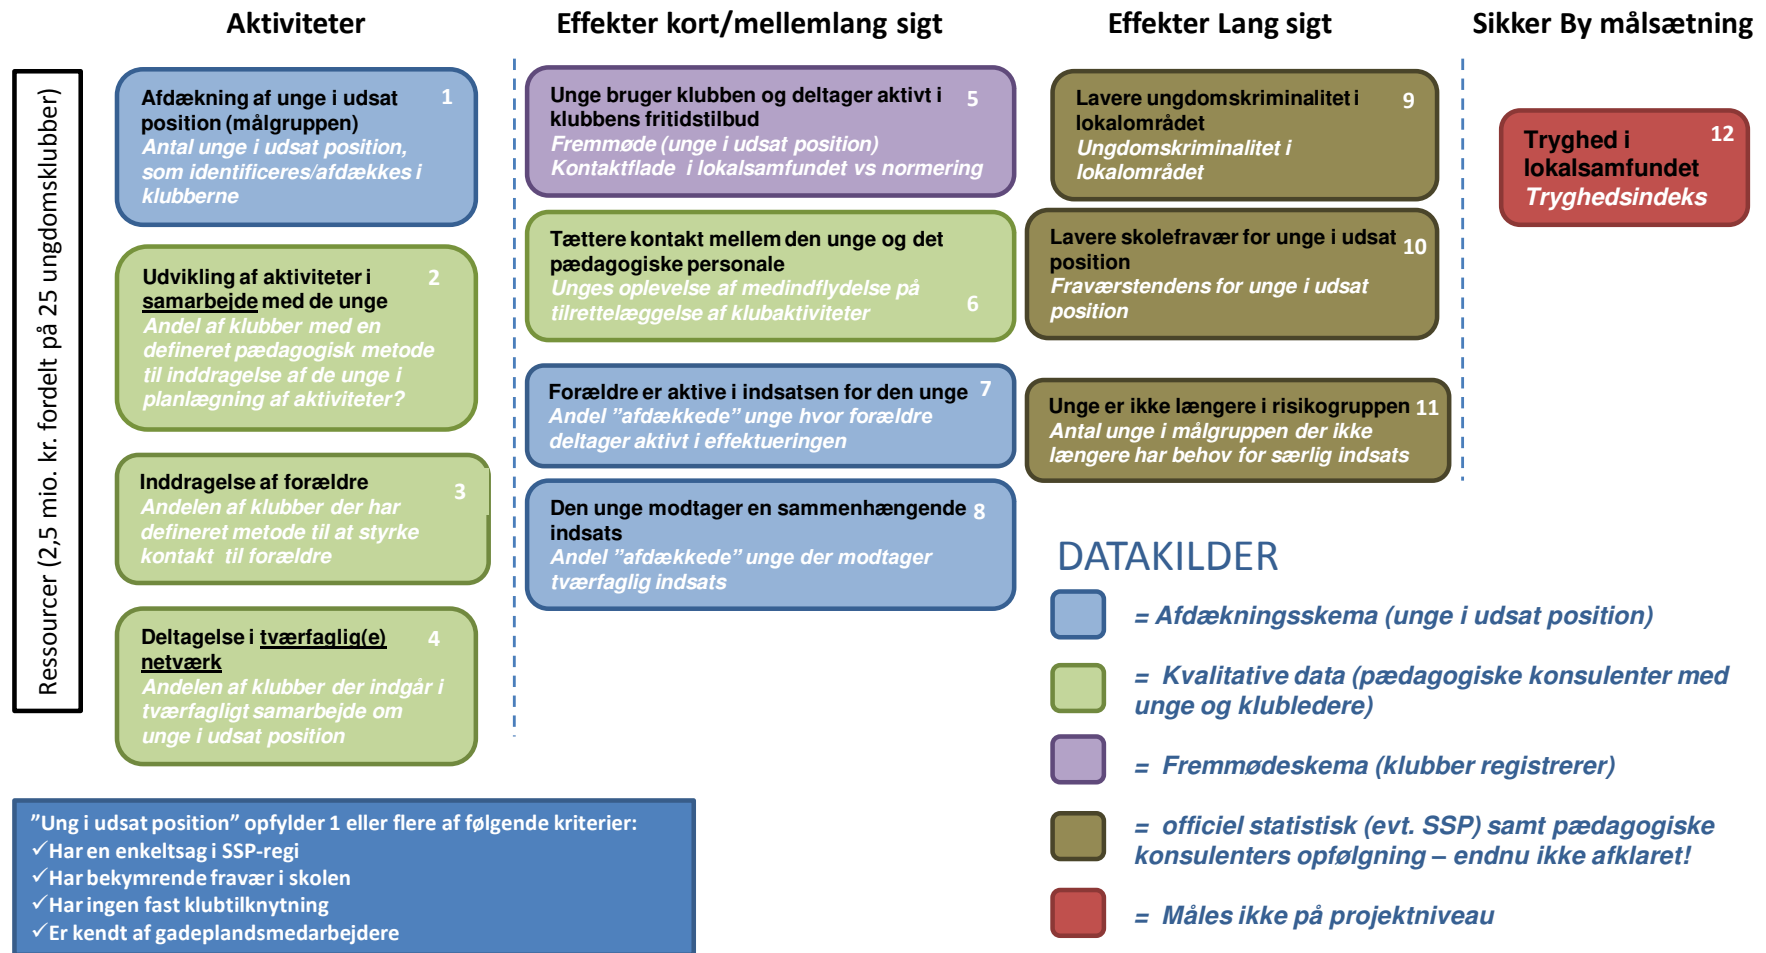 Aktiviteter
Effekter kort/mellemlang sigt
Effekter Lang sigt
Sikker By målsætning
Ressourcer (2,5 mio. kr. fordelt på 25 ungdomsklubber)
Afdækning af unge i udsat 1
position (målgruppen)
Antal unge i udsat position,
som identificeres/afdækkes i
klubberne
Udvikling af aktiviteter i 2
samarbejde med de unge
Andel af klubber med en
defineret pædagogisk metode
til inddragelse af de unge i
planlægning af aktiviteter?
Inddragelse af forældre 3
Andelen af klubber der har
defineret metode til at styrke
kontakt til forældre
Deltagelse i tværfaglig(e) 4
netværk
Andelen af klubber der indgår i
tværfagligt samarbejde om
unge i udsat position
Unge bruger klubben og deltager aktivt i 5
klubbens fritidstilbud
Fremmøde (unge i udsat position)
Kontaktflade i lokalsamfundet vs normering
Tættere kontakt mellem den unge og det
pædagogiske personale
Unges oplevelse af medindflydelse på
tilrettelæggelse af klubaktiviteter 6
Forældre er aktive i indsatsen for den unge 7
Andel ”afdækkede” unge hvor forældre
deltager aktivt i effektueringen
Den unge modtager en sammenhængende 8
indsats
Andel ”afdækkede” unge der modtager
tværfaglig indsats
Lavere ungdomskriminalitet i 9
lokalområdet
Ungdomskriminalitet i
lokalområdet
Lavere skolefravær for unge i udsat 10
position
Fraværstendens for unge i udsat
position
Unge er ikke længere i risikogruppen 11
Antal unge i målgruppen der ikke
længere har behov for særlig indsats
Tryghed i 12
lokalsamfundet
Tryghedsindeks
DATAKILDER
= Afdækningsskema (unge i udsat position)
= Kvalitative data (pædagogiske konsulenter med
unge og klubledere)
= Fremmødeskema (klubber registrerer)
= officiel statistisk (evt. SSP) samt pædagogiske
konsulenters opfølgning – endnu ikke afklaret!
= Måles ikke på projektniveau
”Ung i udsat position” opfylder 1 eller flere af følgende kriterier:
✓Har en enkeltsag i SSP-regi
✓Har bekymrende fravær i skolen
✓Har ingen fast klubtilknytning
✓Er kendt af gadeplandsmedarbejdere